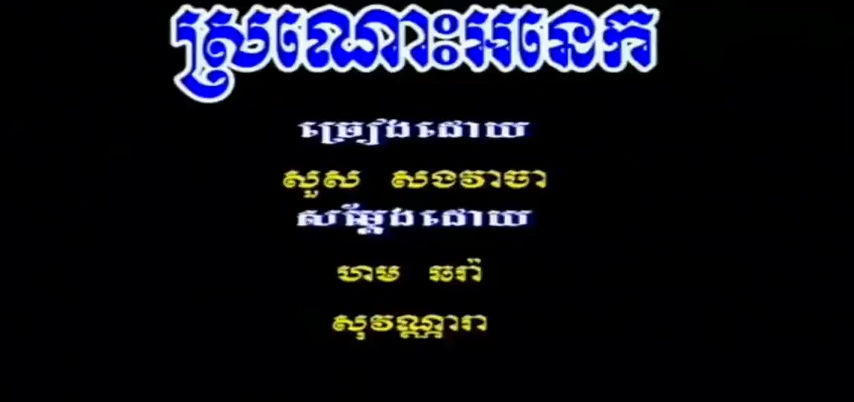 ស្រណោះអនេក
ច្រៀងដោយ
សួស សងវាចា
សម្ដែងដោយ
ហម ឆរ៉ា
សុវណ្ណារា